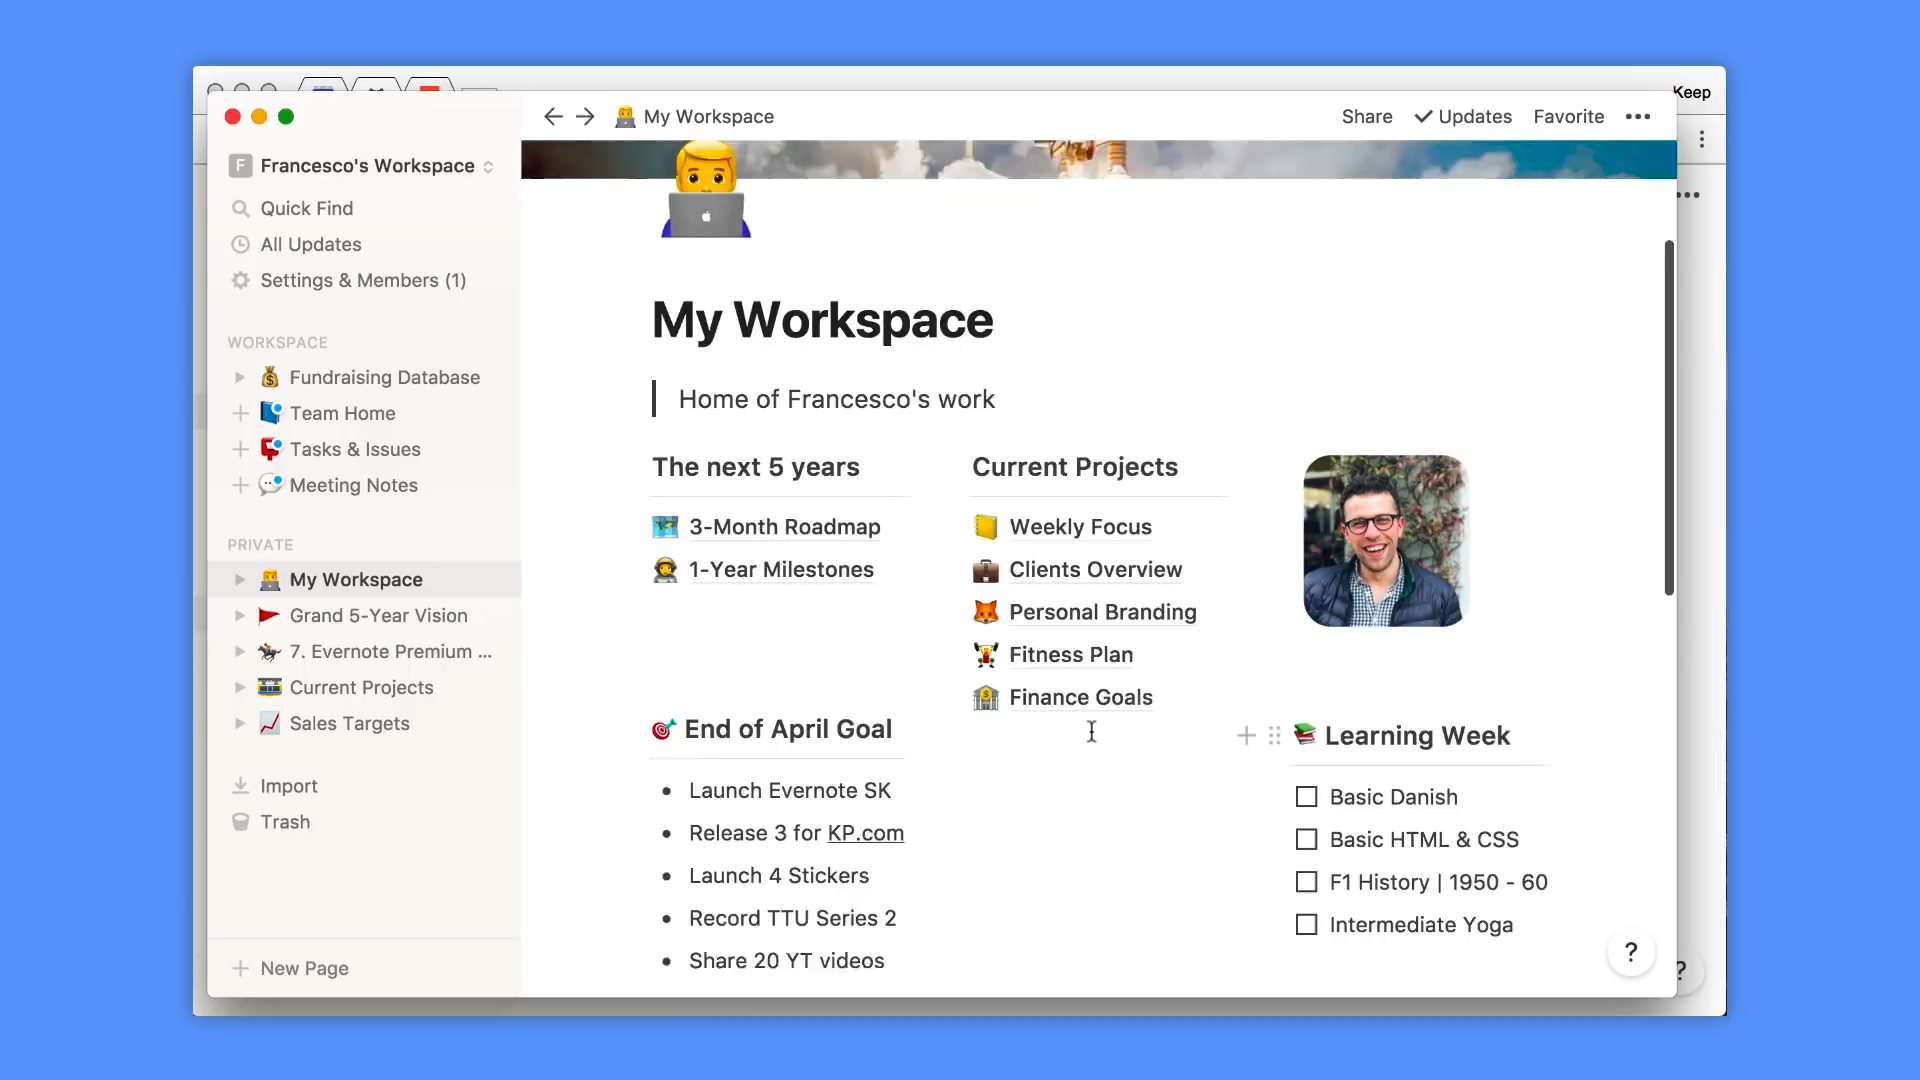 Keep
My Workspace
Share
Updates
Favorite
F
Francesco's Workspace
Quick Find
All Updates
Settings & Members (1)
WORKSPACE
Fundraising Database
Team Home
Tasks & Issues
Meeting Notes
PRIVATE
My Workspace
Grand 5-Year Vision
7. Evernote Premium ...
Current Projects
Sales Targets
Import
Trash
New Page
My Workspace
Home of Francesco's work
The next 5 years
3-Month Roadmap
1-Year Milestones
Current Projects
Weekly Focus
Clients Overview
Personal Branding
Fitness Plan
Finance Goals
End of April Goal
Launch Evernote SK
Release 3 for KP.com
Launch 4 Stickers
Record TTU Series 2
Share 20 YT videos
Learning Week
Basic Danish
Basic HTML & CSS
F1 History | 1950 - 60
Intermediate Yoga
?
?